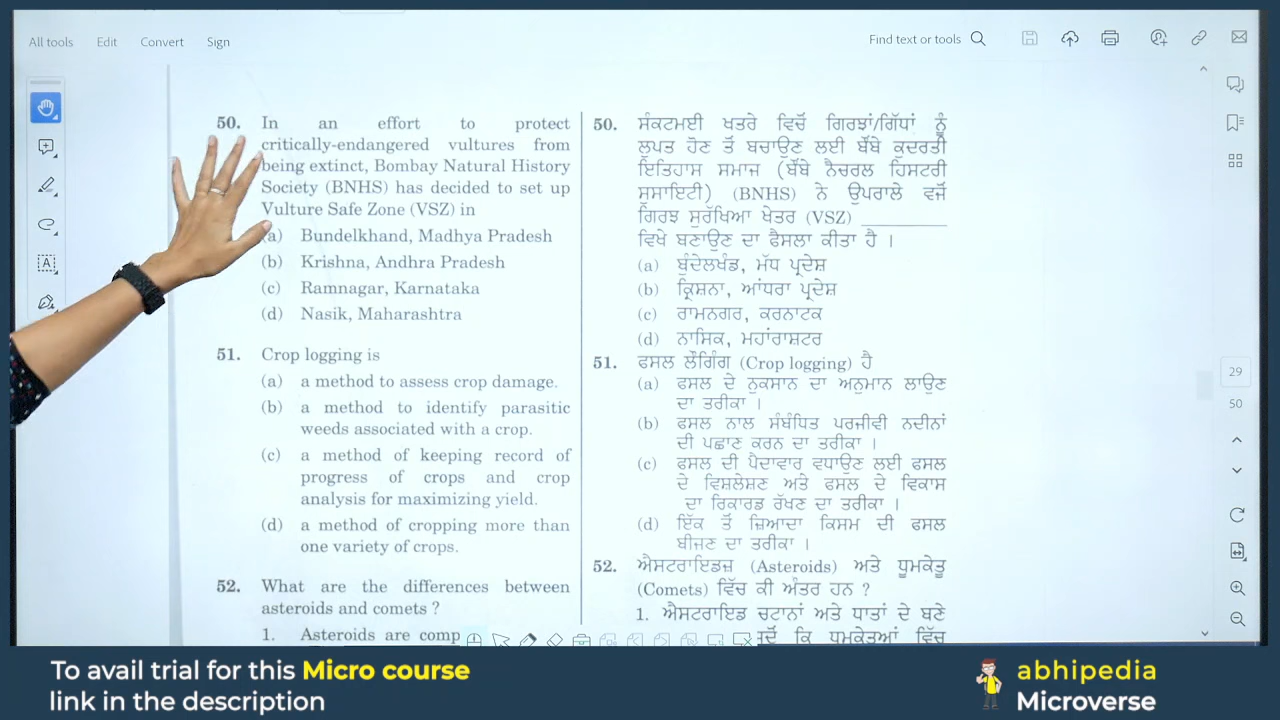 All tools Edit Convert Sign
Find text or tools
50. In an effort to protect
critically-endangered vultures from
being extinct, Bombay Natural History
Society (BNHS) has decided to set up
Vulture Safe Zone (VSZ) in
(a) Bundelkhand, Madhya Pradesh
(b) Krishna, Andhra Pradesh
(c) Ramnagar, Karnataka
(d) Nasik, Maharashtra
51. Crop logging is
(a) a method to assess crop damage.
(b) a method to identify parasitic
weeds associated with a crop.
(c) a method of keeping record of
progress of crops and crop
analysis for maximizing yield.
(d) a method of cropping more than
one variety of crops.
52. What are the differences between
asteroids and comets ?
1. Asteroids are comp
50. ਸੰਕਟਮਈ ਖਤਰੇ ਵਿਚੋਂ ਗਿਰਝਾਂ/ਗਿੱਧਾਂ ਨੂੰ
ਲੁਪਤ ਹੋਣ ਤੋਂ ਬਚਾਉਣ ਲਈ ਬੌਂਬੇ ਕੁਦਰਤੀ
ਇਤਿਹਾਸ ਸਮਾਜ (ਬੌਂਬੇ ਨੈਚਰਲ ਹਿਸਟਰੀ
ਸੁਸਾਇਟੀ) (BNHS) ਨੇ ਉਪਰਾਲੇ ਵਜੋਂ
ਗਿਰਝ ਸੁਰੱਖਿਆ ਖੇਤਰ (VSZ) ________
ਵਿਖੇ ਬਣਾਉਣ ਦਾ ਫੈਸਲਾ ਕੀਤਾ ਹੈ ।
(a) ਬੁੰਦੇਲਖੰਡ, ਮੱਧ ਪ੍ਰਦੇਸ਼
(b) ਕ੍ਰਿਸ਼ਨਾ, ਆਂਧਰਾ ਪ੍ਰਦੇਸ਼
(c) ਰਾਮਨਗਰ, ਕਰਨਾਟਕ
(d) ਨਾਸਿਕ, ਮਹਾਂਰਾਸ਼ਟਰ
51. ਫਸਲ ਲੌਗਿੰਗ (Crop logging) ਹੈ
(a) ਫਸਲ ਦੇ ਨੁਕਸਾਨ ਦਾ ਅਨੁਮਾਨ ਲਾਉਣ
ਦਾ ਤਰੀਕਾ ।
(b) ਫਸਲ ਨਾਲ ਸੰਬੰਧਿਤ ਪਰਜੀਵੀ ਨਦੀਨਾਂ
ਦੀ ਪਛਾਣ ਕਰਨ ਦਾ ਤਰੀਕਾ ।
(c) ਫਸਲ ਦੀ ਪੈਦਾਵਾਰ ਵਧਾਉਣ ਲਈ ਫਸਲ
ਦੇ ਵਿਸ਼ਲੇਸ਼ਣ ਅਤੇ ਫਸਲ ਦੇ ਵਿਕਾਸ
ਦਾ ਰਿਕਾਰਡ ਰੱਖਣ ਦਾ ਤਰੀਕਾ ।
(d) ਇੱਕ ਤੋਂ ਜ਼ਿਆਦਾ ਕਿਸਮ ਦੀ ਫਸਲ
ਬੀਜਣ ਦਾ ਤਰੀਕਾ ।
52. ਐਸਟਰਾਇਡਜ਼ (Asteroids) ਅਤੇ ਧੂਮਕੇਤੂ
(Comets) ਵਿੱਚ ਕੀ ਅੰਤਰ ਹਨ ?
1. ਐਸਟਰਾਇਡ ਚਟਾਨਾਂ ਅਤੇ ਧਾਤਾਂ ਦੇ ਬਣੇ
ਕਿ ਧੂਮਕੇਤੂਆਂ ਵਿੱਚ
29
50
To avail trial for this Micro course
link in the description
abhipedia
Microverse